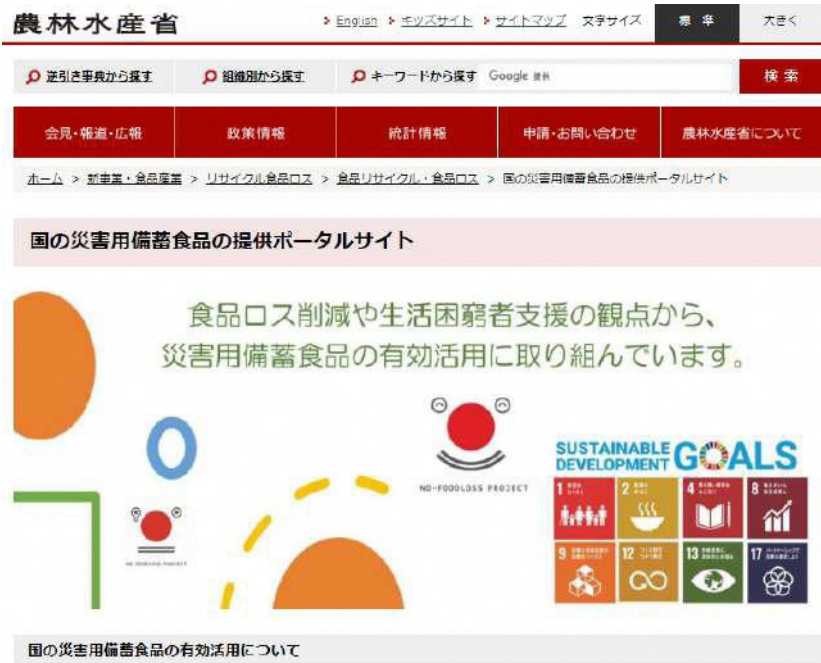 農林水産省
English キッズサイト サイトマップ 文字サイズ 標準 大きく
逆引き事典から探す 組織別から探す キーワードから探す Google 提供 検索
会見・報道・広報 政策情報 統計情報 申請・お問い合わせ 農林水産省について
ホーム > 新事業・食品産業 > リサイクル食品ロス > 食品リサイクル・食品ロス > 国の災害用備蓄食品の提供ポータルサイト
国の災害用備蓄食品の提供ポータルサイト
食品ロス削減や生活困窮者支援の観点から、
災害用備蓄食品の有効活用に取り組んでいます。
NO-FOODLOSS PROJECT
SUSTAINABLE
DEVELOPMENT GOALS
1 2 4 8
NO-FOODLOSS PROJECT
9 12 13 17
国の災害用備蓄食品の有効活用について